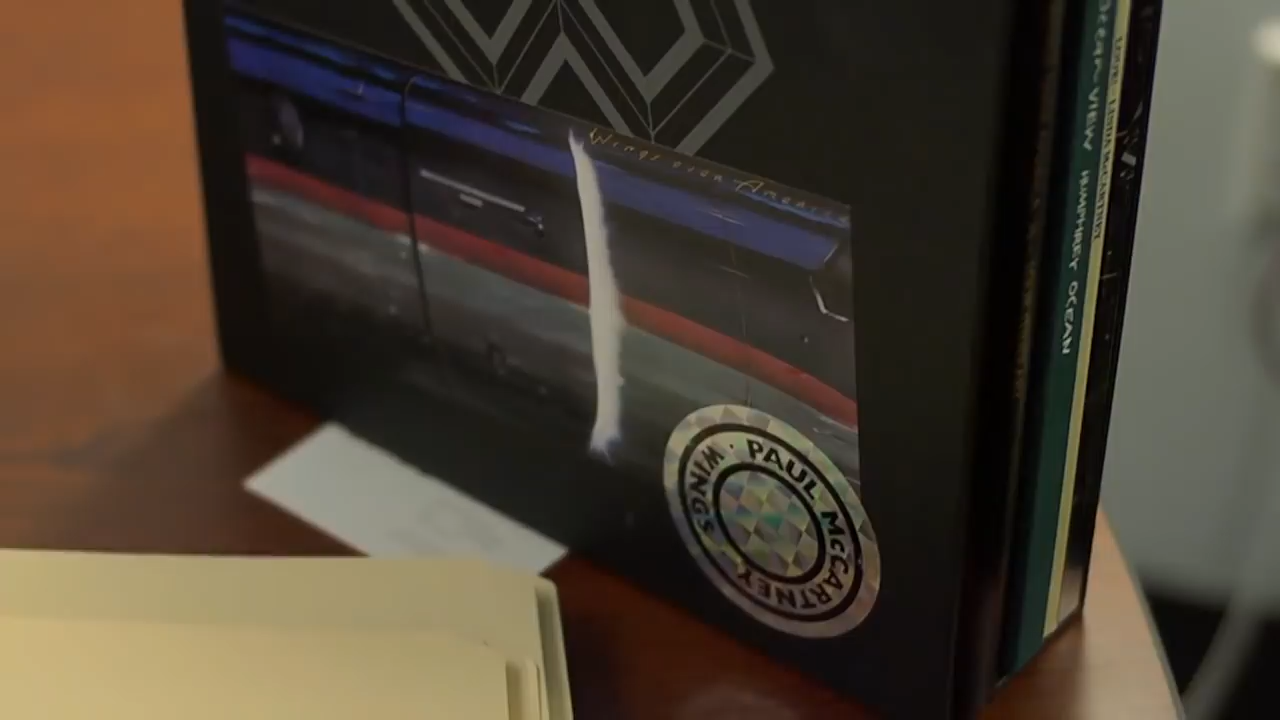 Wings over America
PAUL McCARTNEY · WINGS
OCEAN VIEW HUMPHREY OCEAN